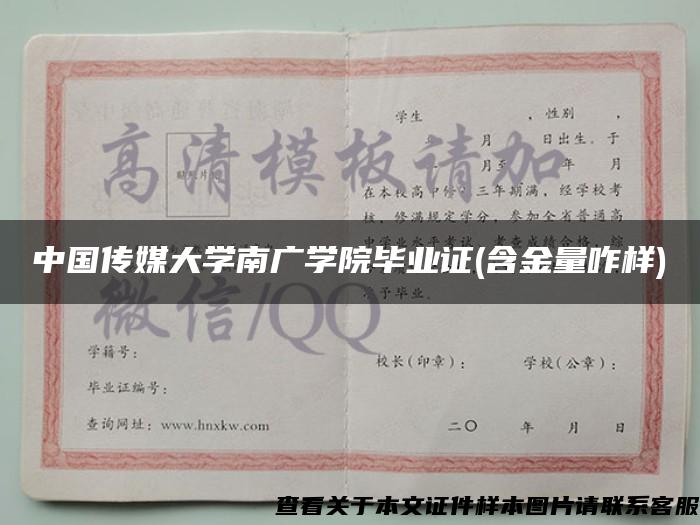 学生 ，性别 ，
月 日出生。于
月至 年 月
高清模板请加
贴照片处
在本校高中修 三年期满，经学校考
核，修满规定学分，参加全省普通高
中国传媒大学南广学院毕业证(含金量咋样)
予毕业。
微信/QQ
学籍号：
校长(印章)： 学校(公章)：
毕业证编号：
查询网址：www.hnxkw.com
二〇 年 月 日
查看关于本文证件样本图片请联系客服